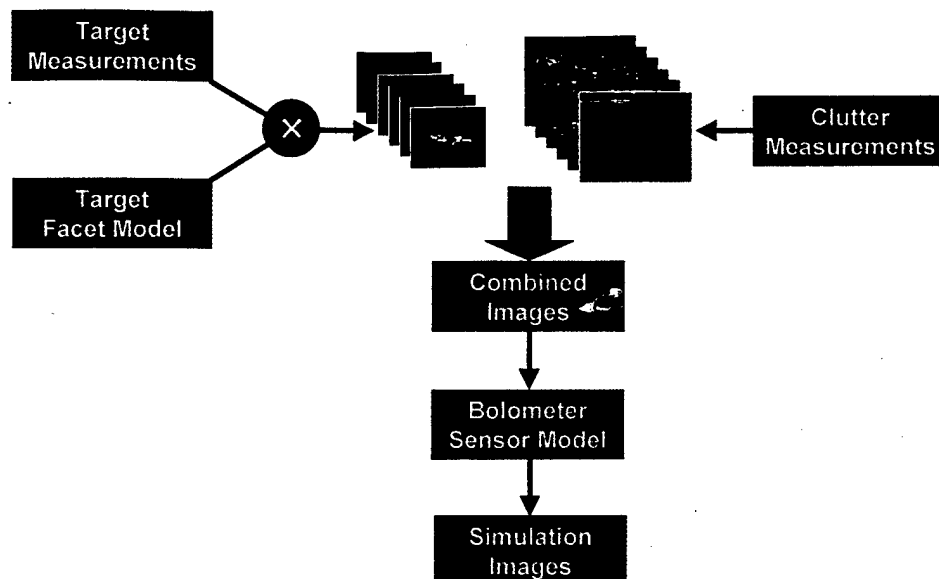 Target
Measurements
X
Target
Facet Model
Clutter
Measurements
Combined
Images
Bolometer
Sensor Model
Simulation
Images